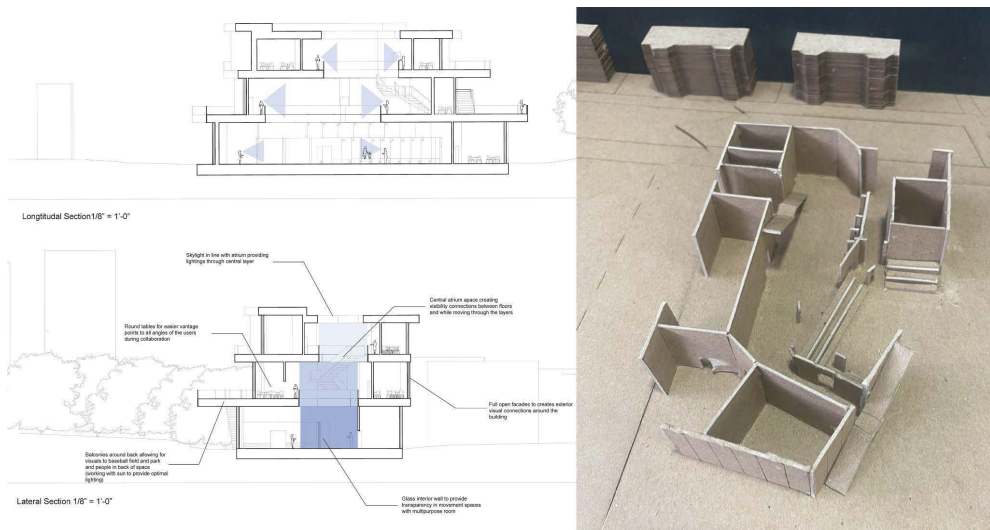 Longtitudal Section1/8" = 1'-0"
Skylight in line with atrium providing
lightings through central layer
Central atrium space creating
visibility connections between floors
and while moving through the layers
Round tables for easier vantage
points to all angles of the users
during collaboration
Full open facades to creates exterior
visual connections around the
building
Balconies around back allowing for
visuals to baseball field and park
and people in back of space
(working with sun to provide optimal
lighting)
Glass interior wall to provide
transparency in movement spaces
with multipurpose room
Lateral Section 1/8" = 1'-0"